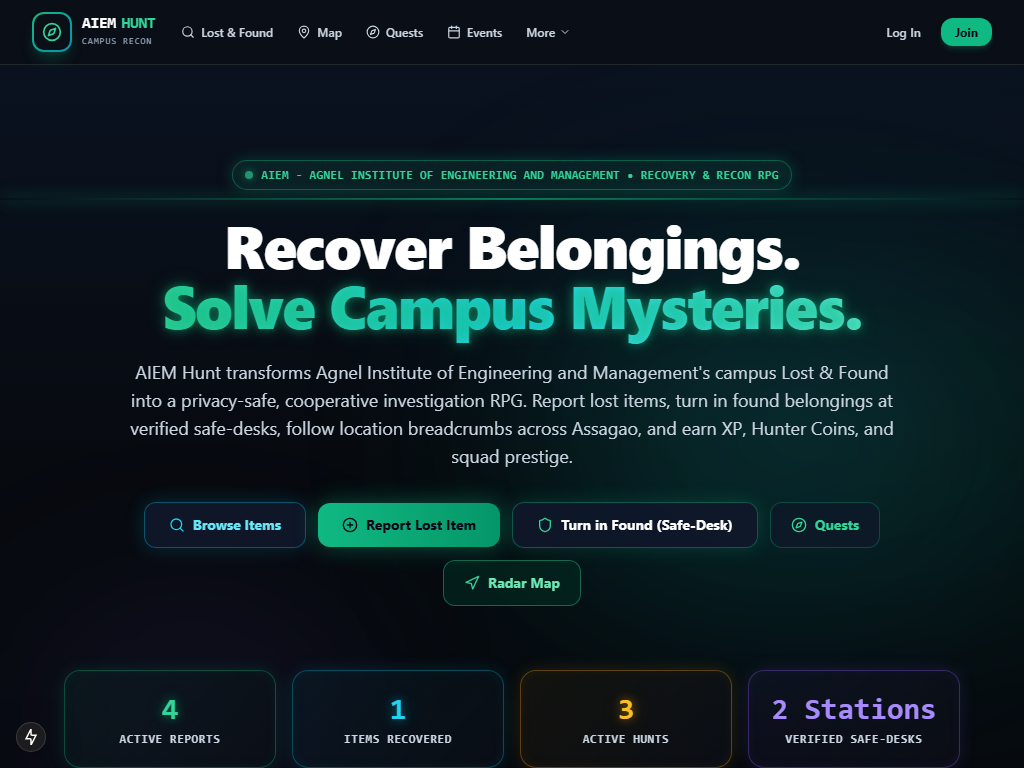 AIEM HUNT
CAMPUS RECON
Lost & Found
Map
Quests
Events
More
Log In
Join
AIEM - AGNEL INSTITUTE OF ENGINEERING AND MANAGEMENT • RECOVERY & RECON RPG
Recover Belongings.
Solve Campus Mysteries.
AIEM Hunt transforms Agnel Institute of Engineering and Management's campus Lost & Found
into a privacy-safe, cooperative investigation RPG. Report lost items, turn in found belongings at
verified safe-desks, follow location breadcrumbs across Assagao, and earn XP, Hunter Coins, and
squad prestige.
Browse Items
Report Lost Item
Turn in Found (Safe-Desk)
Quests
Radar Map
4
ACTIVE REPORTS
1
ITEMS RECOVERED
3
ACTIVE HUNTS
2 Stations
VERIFIED SAFE-DESKS